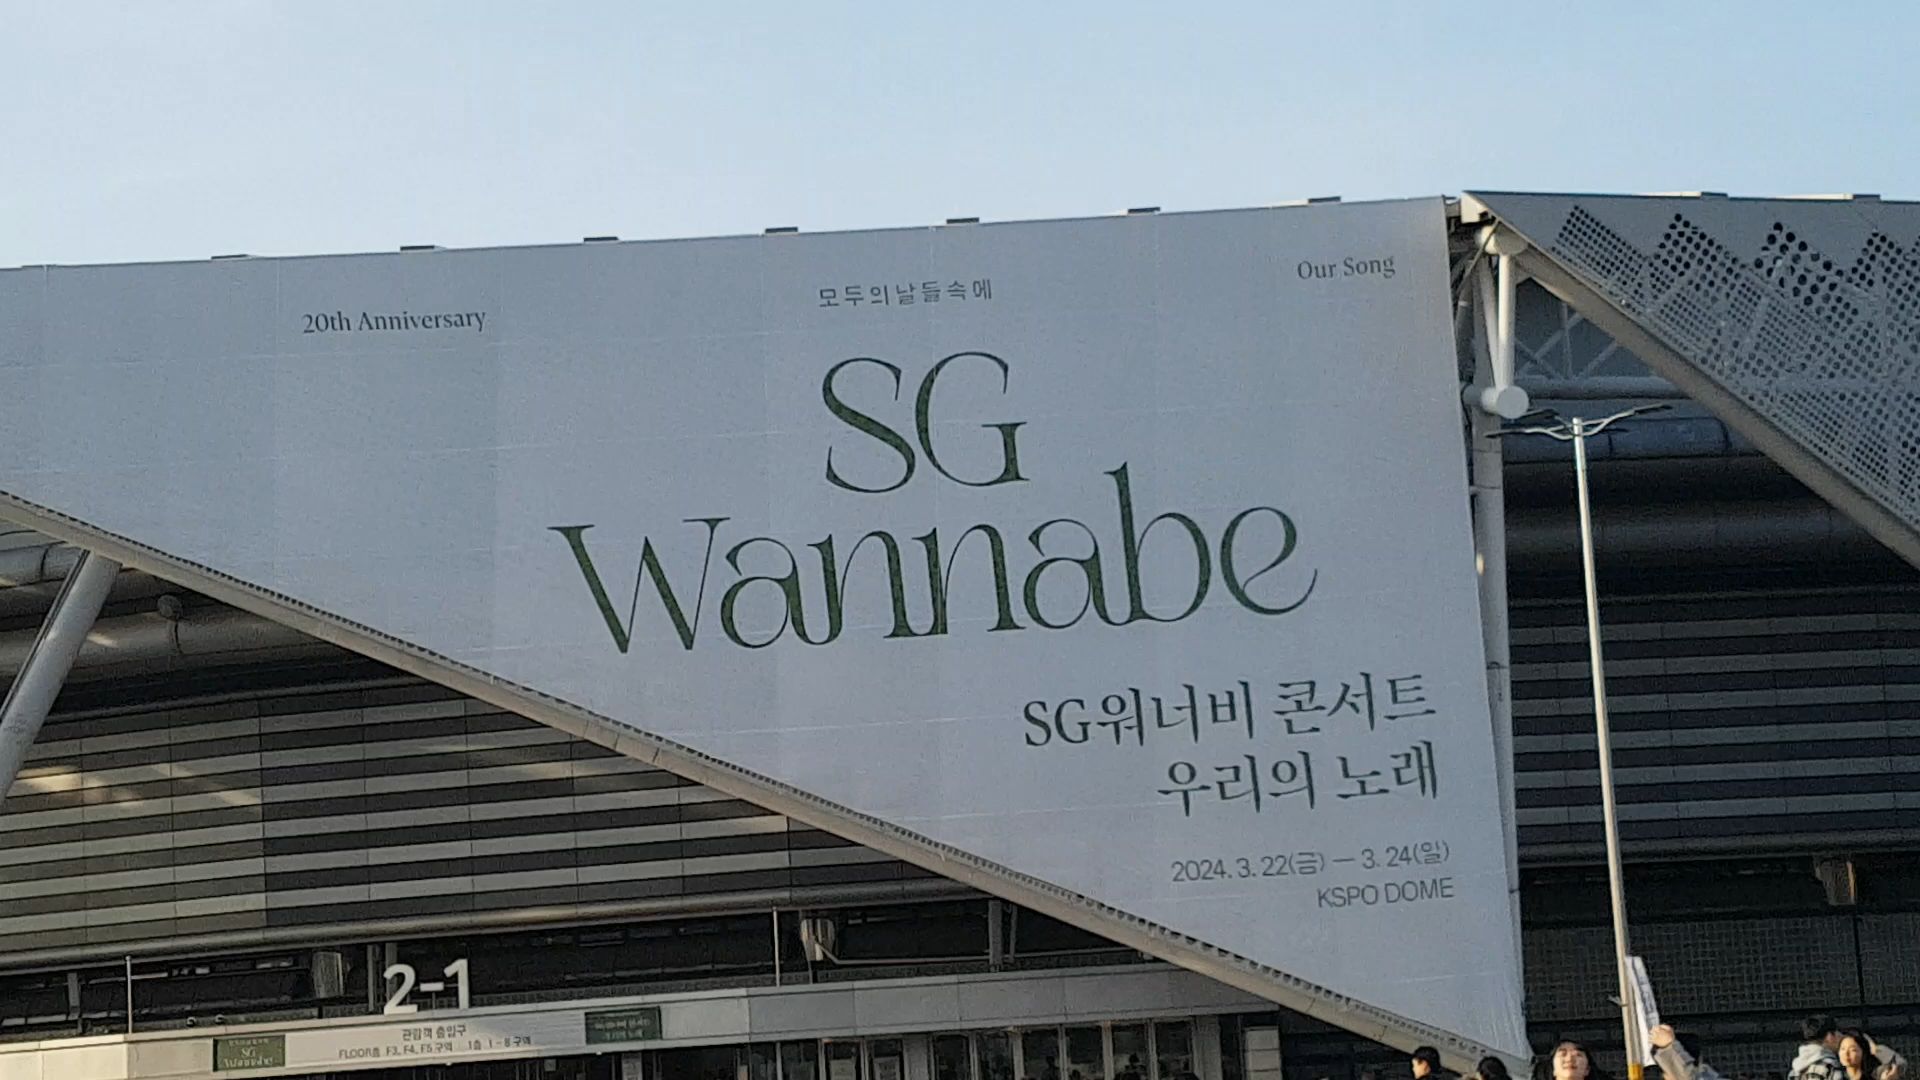 20th Anniversary
모두의 날들 속에
Our Song
SG
Wannabe
SG워너비 콘서트
우리의 노래
2024. 3. 22(금) — 3. 24(일)
KSPO DOME
2-1
관람객 출입구
FLOOR층 F3, F4, F5 구역 1층 1 - 8 구역
SG
Wannabe